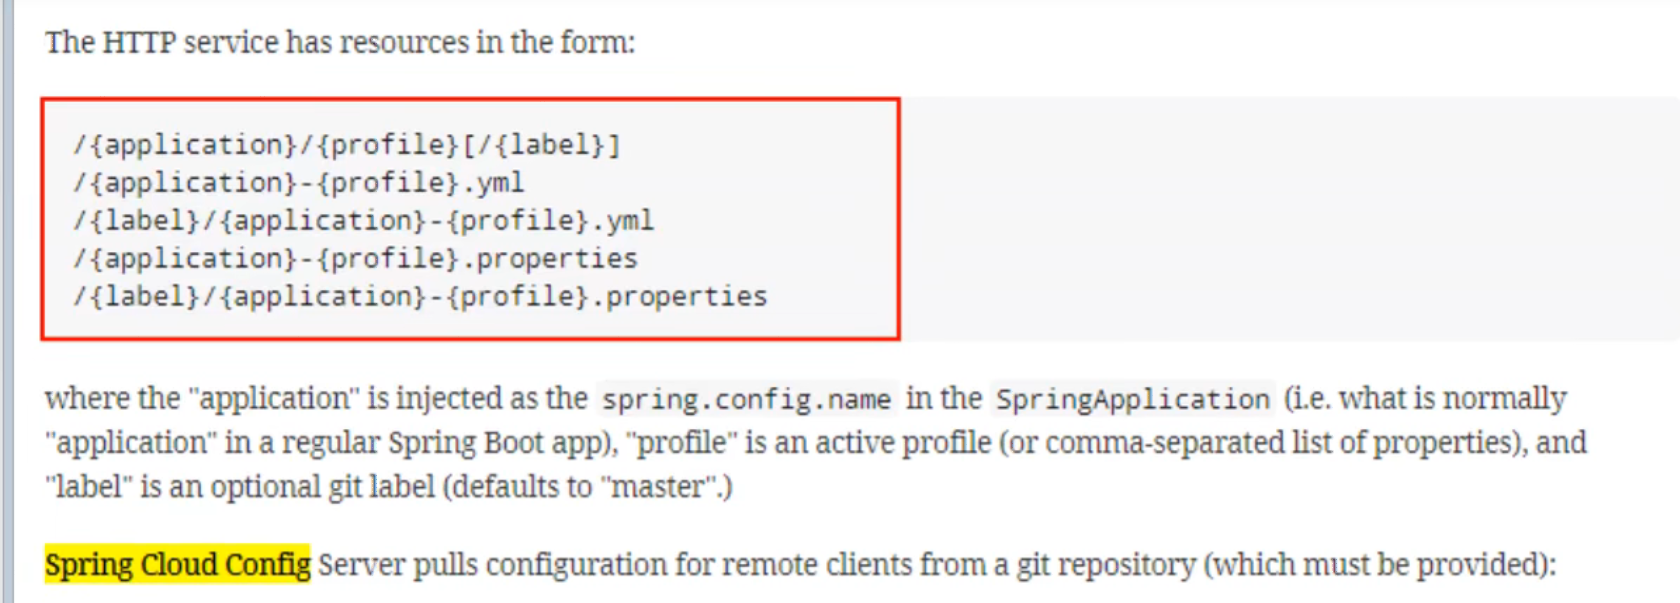 The HTTP service has resources in the form:
/{application}/{profile}[/{label}]
/{application}-{profile}.yml
/{label}/{application}-{profile}.yml
/{application}-{profile}.properties
/{label}/{application}-{profile}.properties
where the "application" is injected as the spring.config.name in the SpringApplication (i.e. what is normally
"application" in a regular Spring Boot app), "profile" is an active profile (or comma-separated list of properties), and
"label" is an optional git label (defaults to "master".)
Spring Cloud Config Server pulls configuration for remote clients from a git repository (which must be provided):